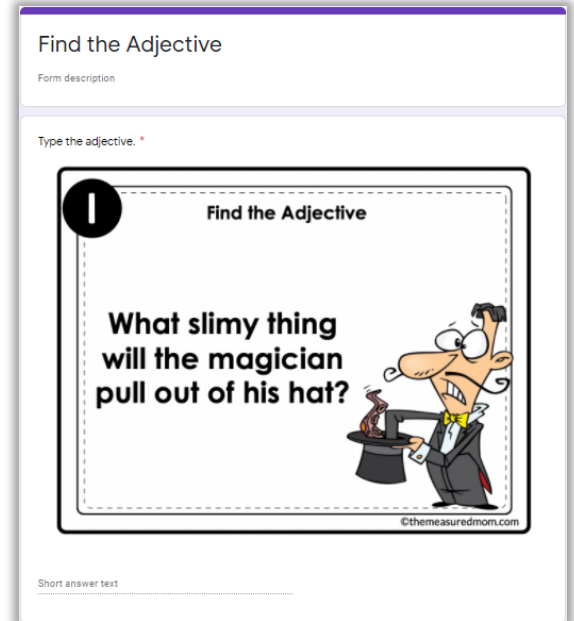 Find the Adjective
Form description
Type the adjective. *
1
Find the Adjective
What slimy thing
will the magician
pull out of his hat?
©themeasuredmom.com
Short answer text